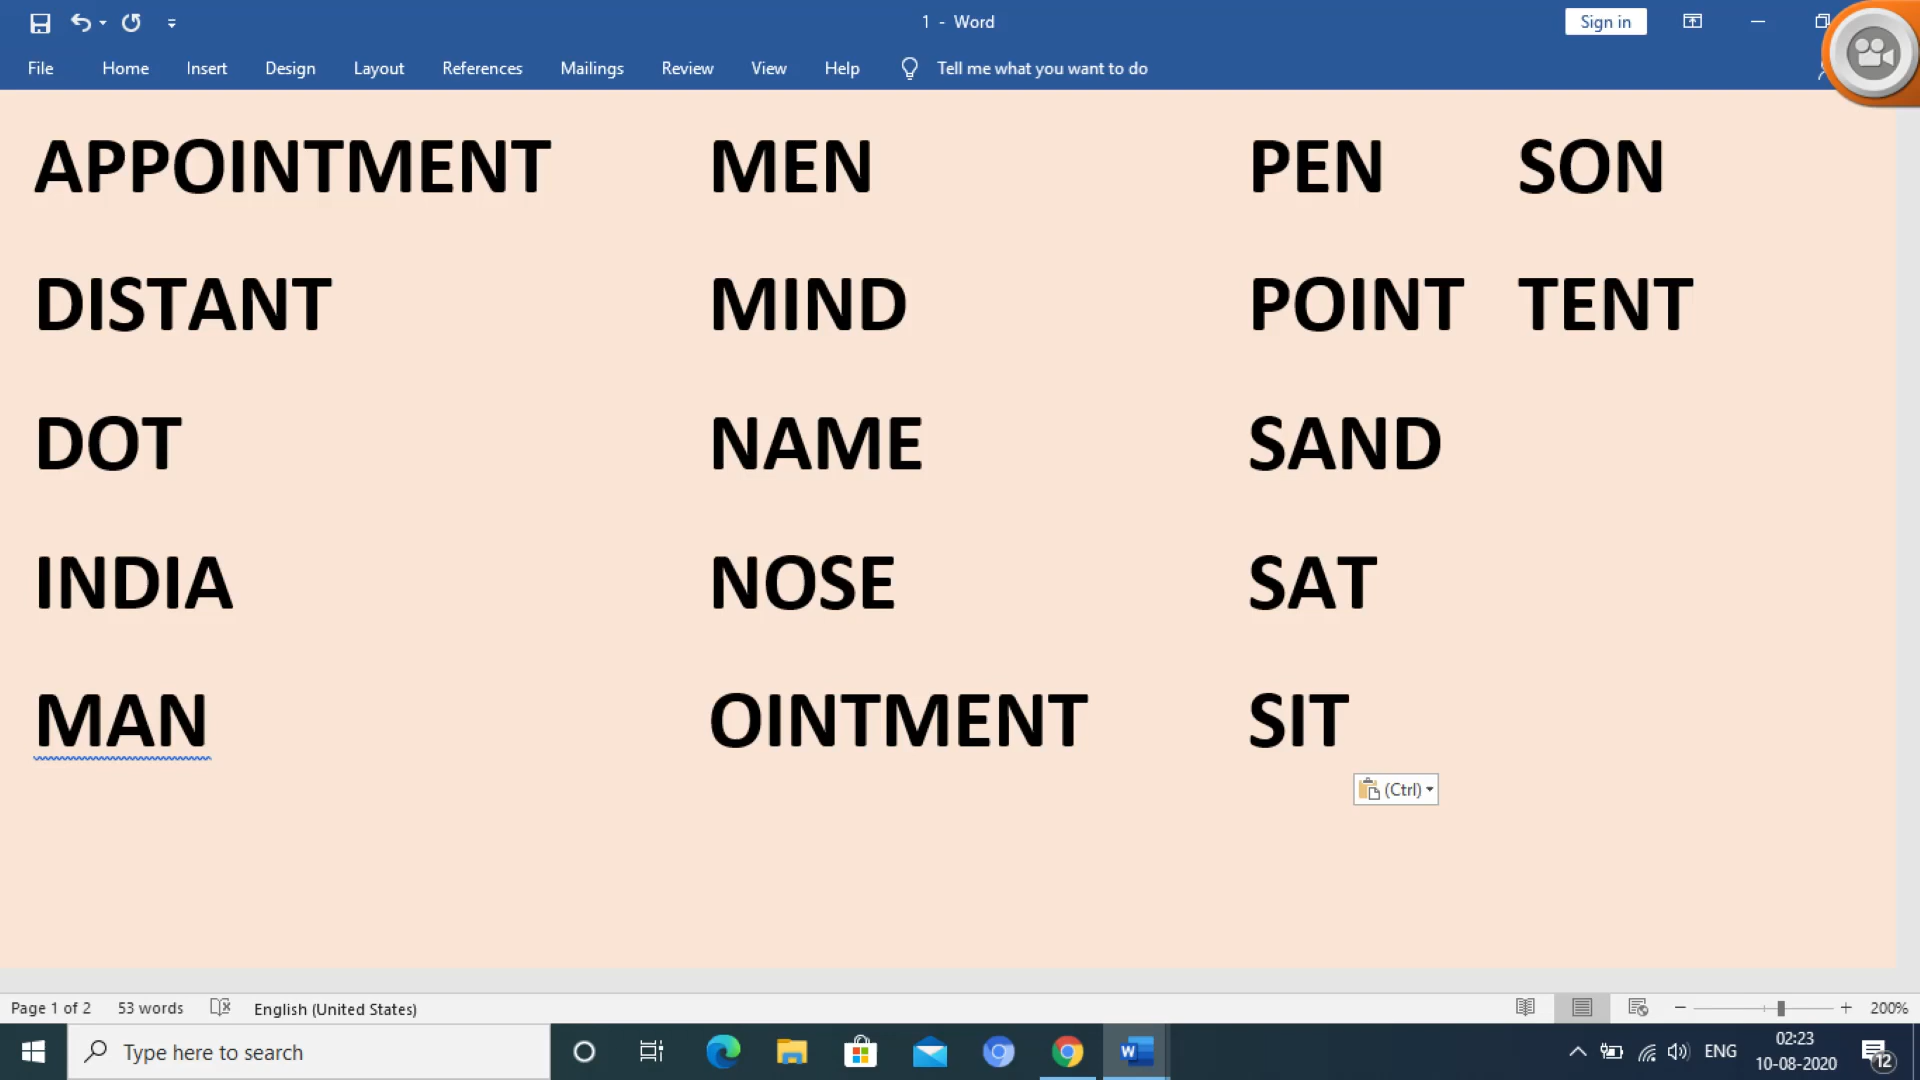 1 - Word
Sign in
File Home Insert Design Layout References Mailings Review View Help Tell me what you want to do
APPOINTMENT MEN PEN SON
DISTANT MIND POINT TENT
DOT NAME SAND
INDIA NOSE SAT
MAN OINTMENT SIT
(Ctrl)
Page 1 of 2 53 words English (United States) 200%
Type here to search ENG 02:23
10-08-2020 12